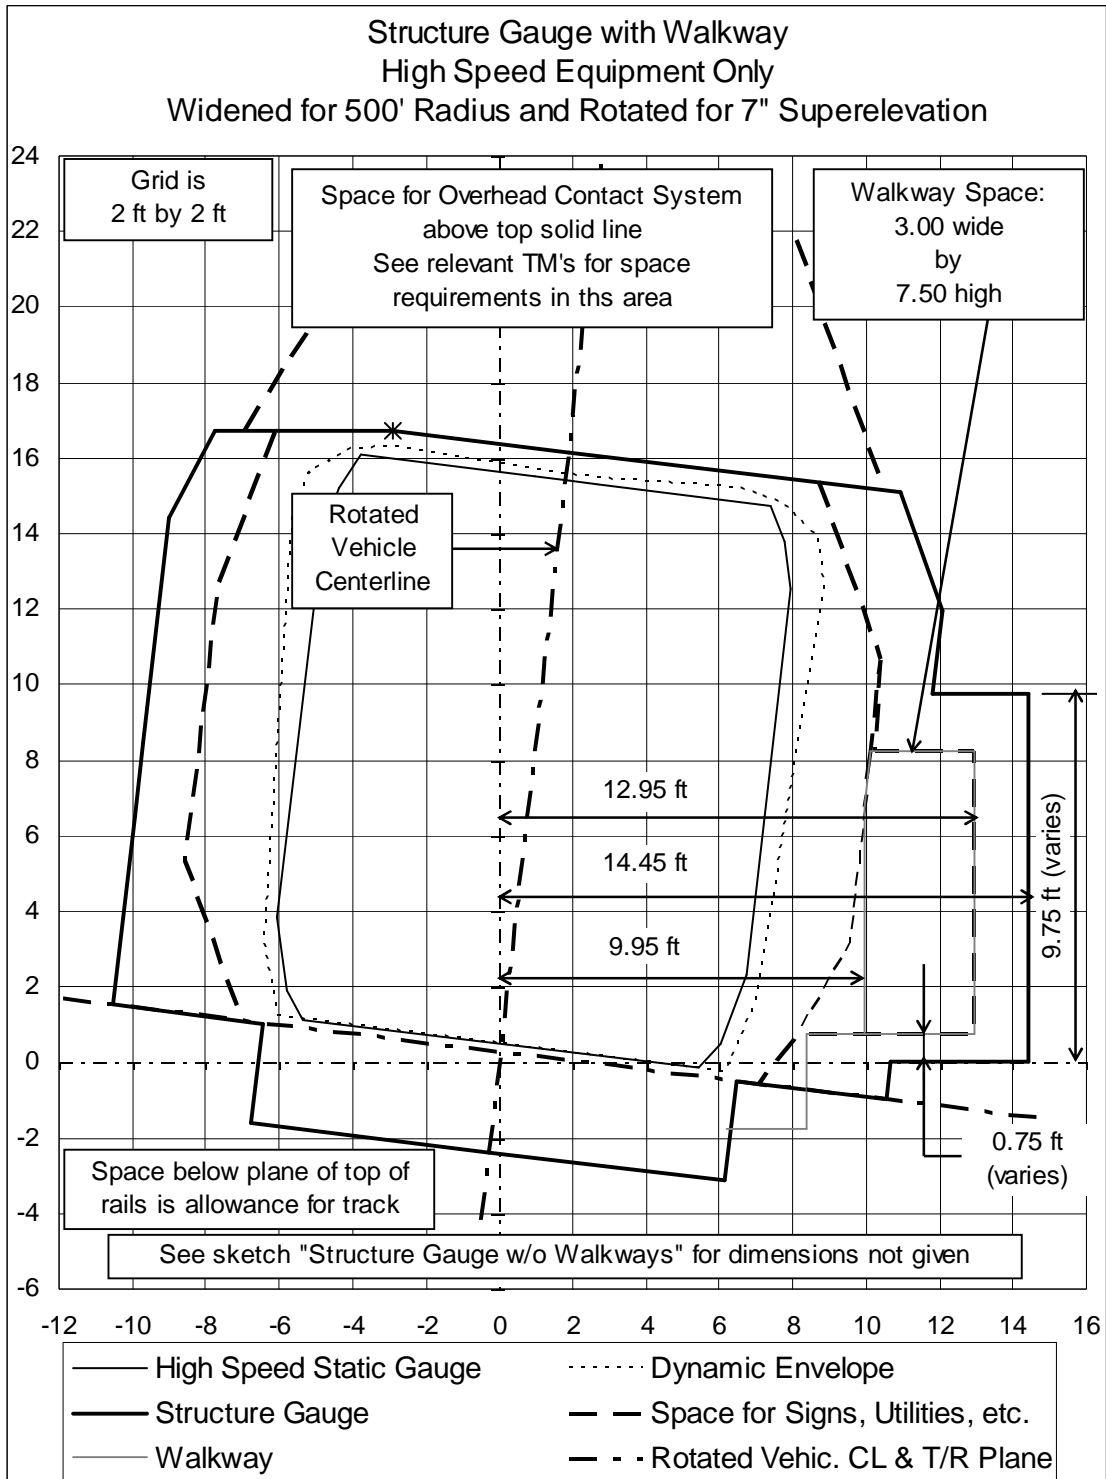 Structure Gauge with Walkway
High Speed Equipment Only
Widened for 500' Radius and Rotated for 7" Superelevation
24
22
20
18
16
14
12
10
8
6
4
2
0
-2
-4
-6
Grid is
2 ft by 2 ft
Space for Overhead Contact System
above top solid line
See relevant TM's for space
requirements in ths area
Walkway Space:
3.00 wide
by
7.50 high
Rotated
Vehicle
Centerline
12.95 ft
14.45 ft
9.95 ft
9.75 ft (varies)
0.75 ft
(varies)
Space below plane of top of
rails is allowance for track
See sketch "Structure Gauge w/o Walkways" for dimensions not given
-12 -10 -8 -6 -4 -2 0 2 4 6 8 10 12 14 16
High Speed Static Gauge
Dynamic Envelope
Structure Gauge
Space for Signs, Utilities, etc.
Walkway
Rotated Vehic. CL & T/R Plane